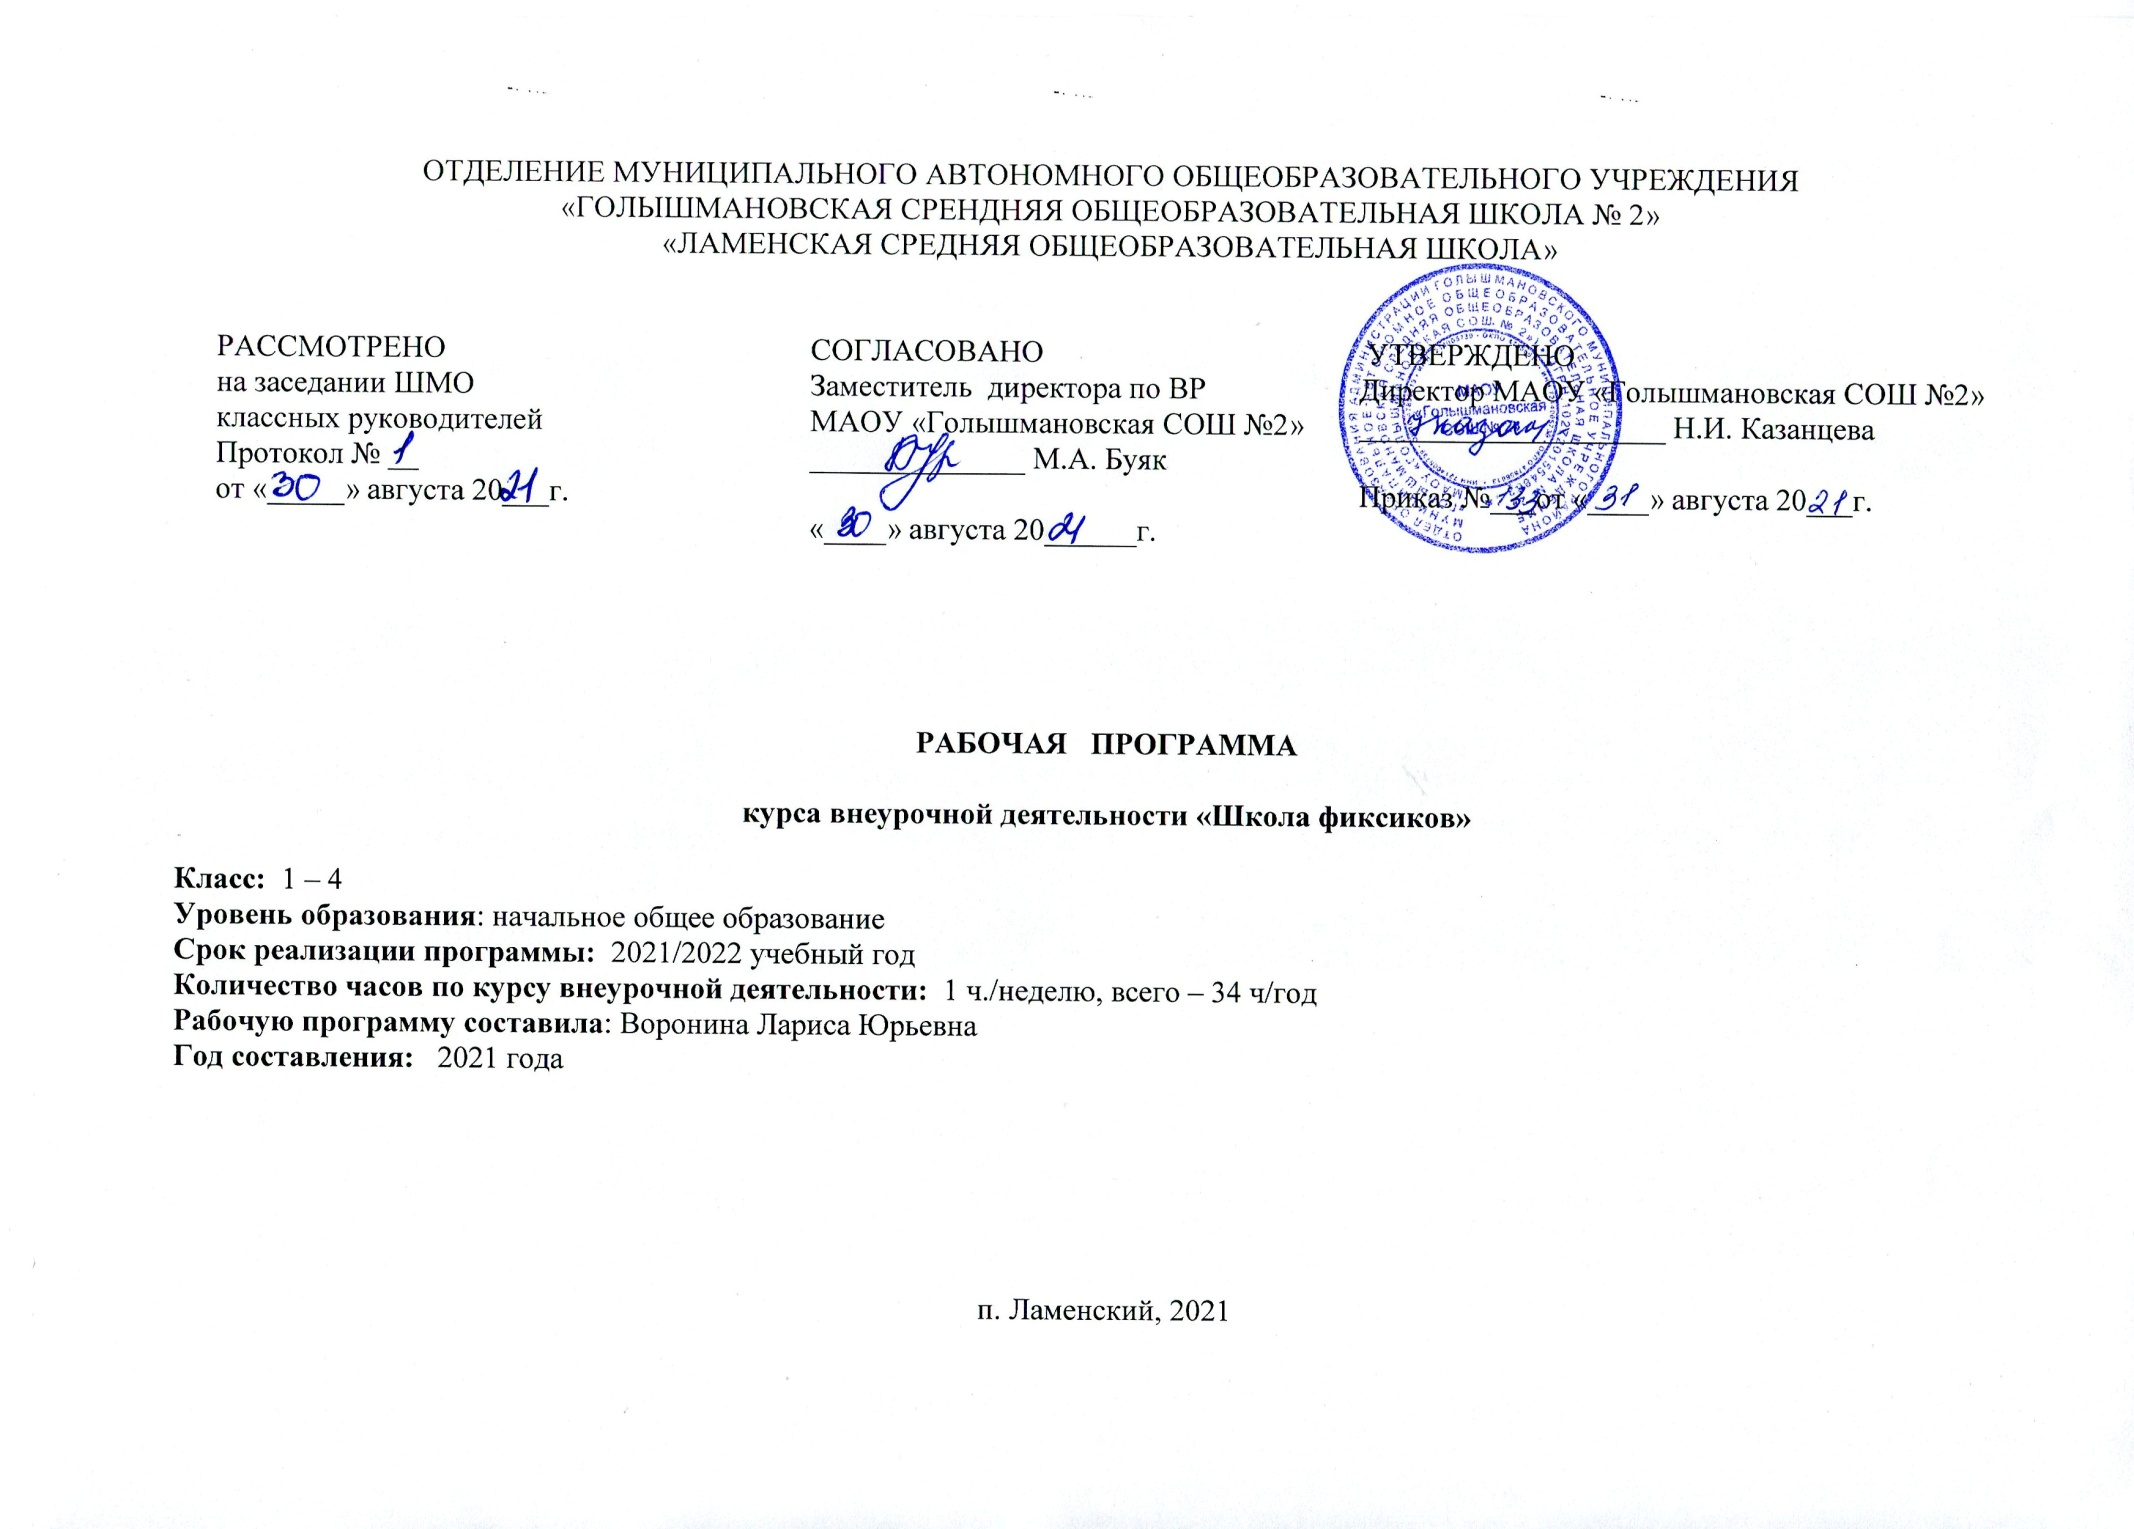 ОТДЕЛЕНИЕ МУНИЦИПАЛЬНОГО АВТОНОМНОГО ОБЩЕОБРАЗОВАТЕЛЬНОГО УЧРЕЖДЕНИЯ
«ГОЛЫШМАНОВСКАЯ СРЕНДНЯЯ ОБЩЕОБРАЗОВАТЕЛЬНАЯ ШКОЛА № 2»
«ЛАМЕНСКАЯ СРЕДНЯЯ ОБЩЕОБРАЗОВАТЕЛЬНАЯ ШКОЛА»
РАССМОТРЕНО
на заседании ШМО
классных руководителей
Протокол № 1
от «30» августа 2021 г.
СОГЛАСОВАНО
Заместитель директора по ВР
МАОУ «Голышмановская СОШ №2»
М.А. Буяк
«30» августа 2021 г.
УТВЕРЖДЕНО
Директор МАОУ «Голышмановская СОШ №2»
Н.И. Казанцева
Приказ № 133 от «31» августа 2021 г.
МАОУ
«Голышмановская
РАБОЧАЯ ПРОГРАММА
курса внеурочной деятельности «Школа фиксиков»
Класс: 1 – 4
Уровень образования: начальное общее образование
Срок реализации программы: 2021/2022 учебный год
Количество часов по курсу внеурочной деятельности: 1 ч./неделю, всего – 34 ч/год
Рабочую программу составила: Воронина Лариса Юрьевна
Год составления: 2021 года
п. Ламенский, 2021